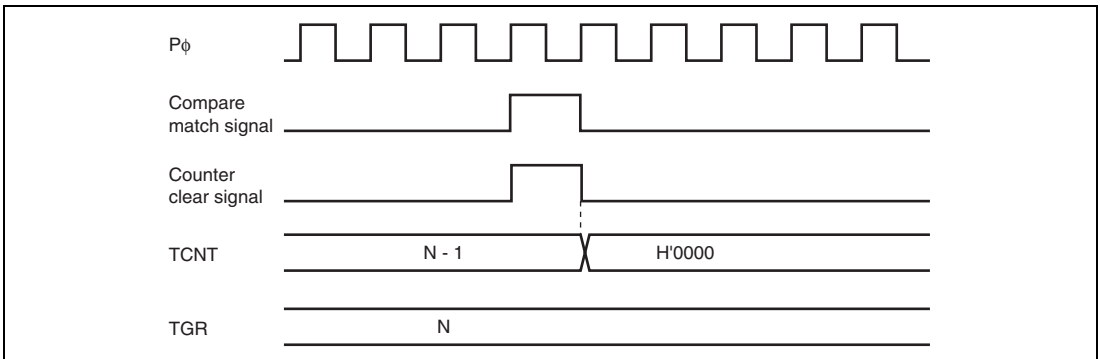 Pϕ
Compare
match signal
Counter
clear signal
TCNT
N - 1
H'0000
TGR
N